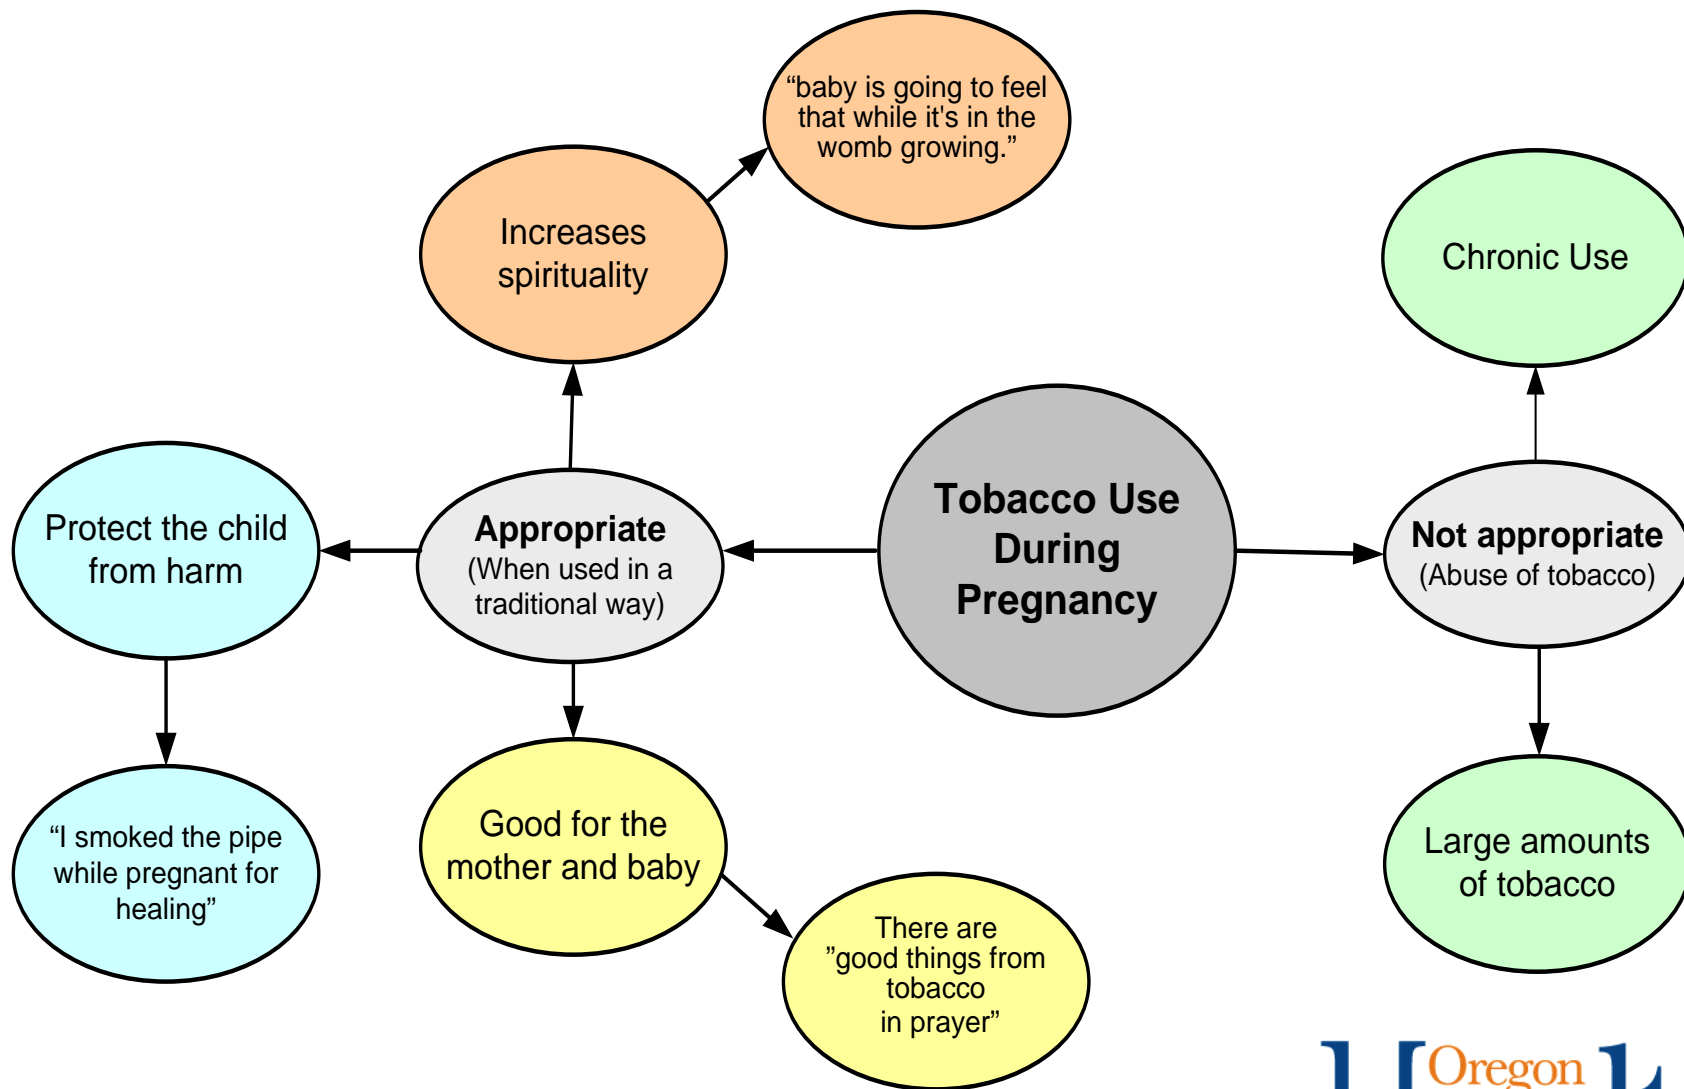 “baby is going to feel
that while it's in the
womb growing.”
Increases
spirituality
Chronic Use
Tobacco Use
During
Pregnancy
Protect the child
from harm
Appropriate
(When used in a
traditional way)
Not appropriate
(Abuse of tobacco)
“I smoked the pipe
while pregnant for
healing”
Good for the
mother and baby
Large amounts
of tobacco
There are
”good things from
tobacco
in prayer”
Oregon